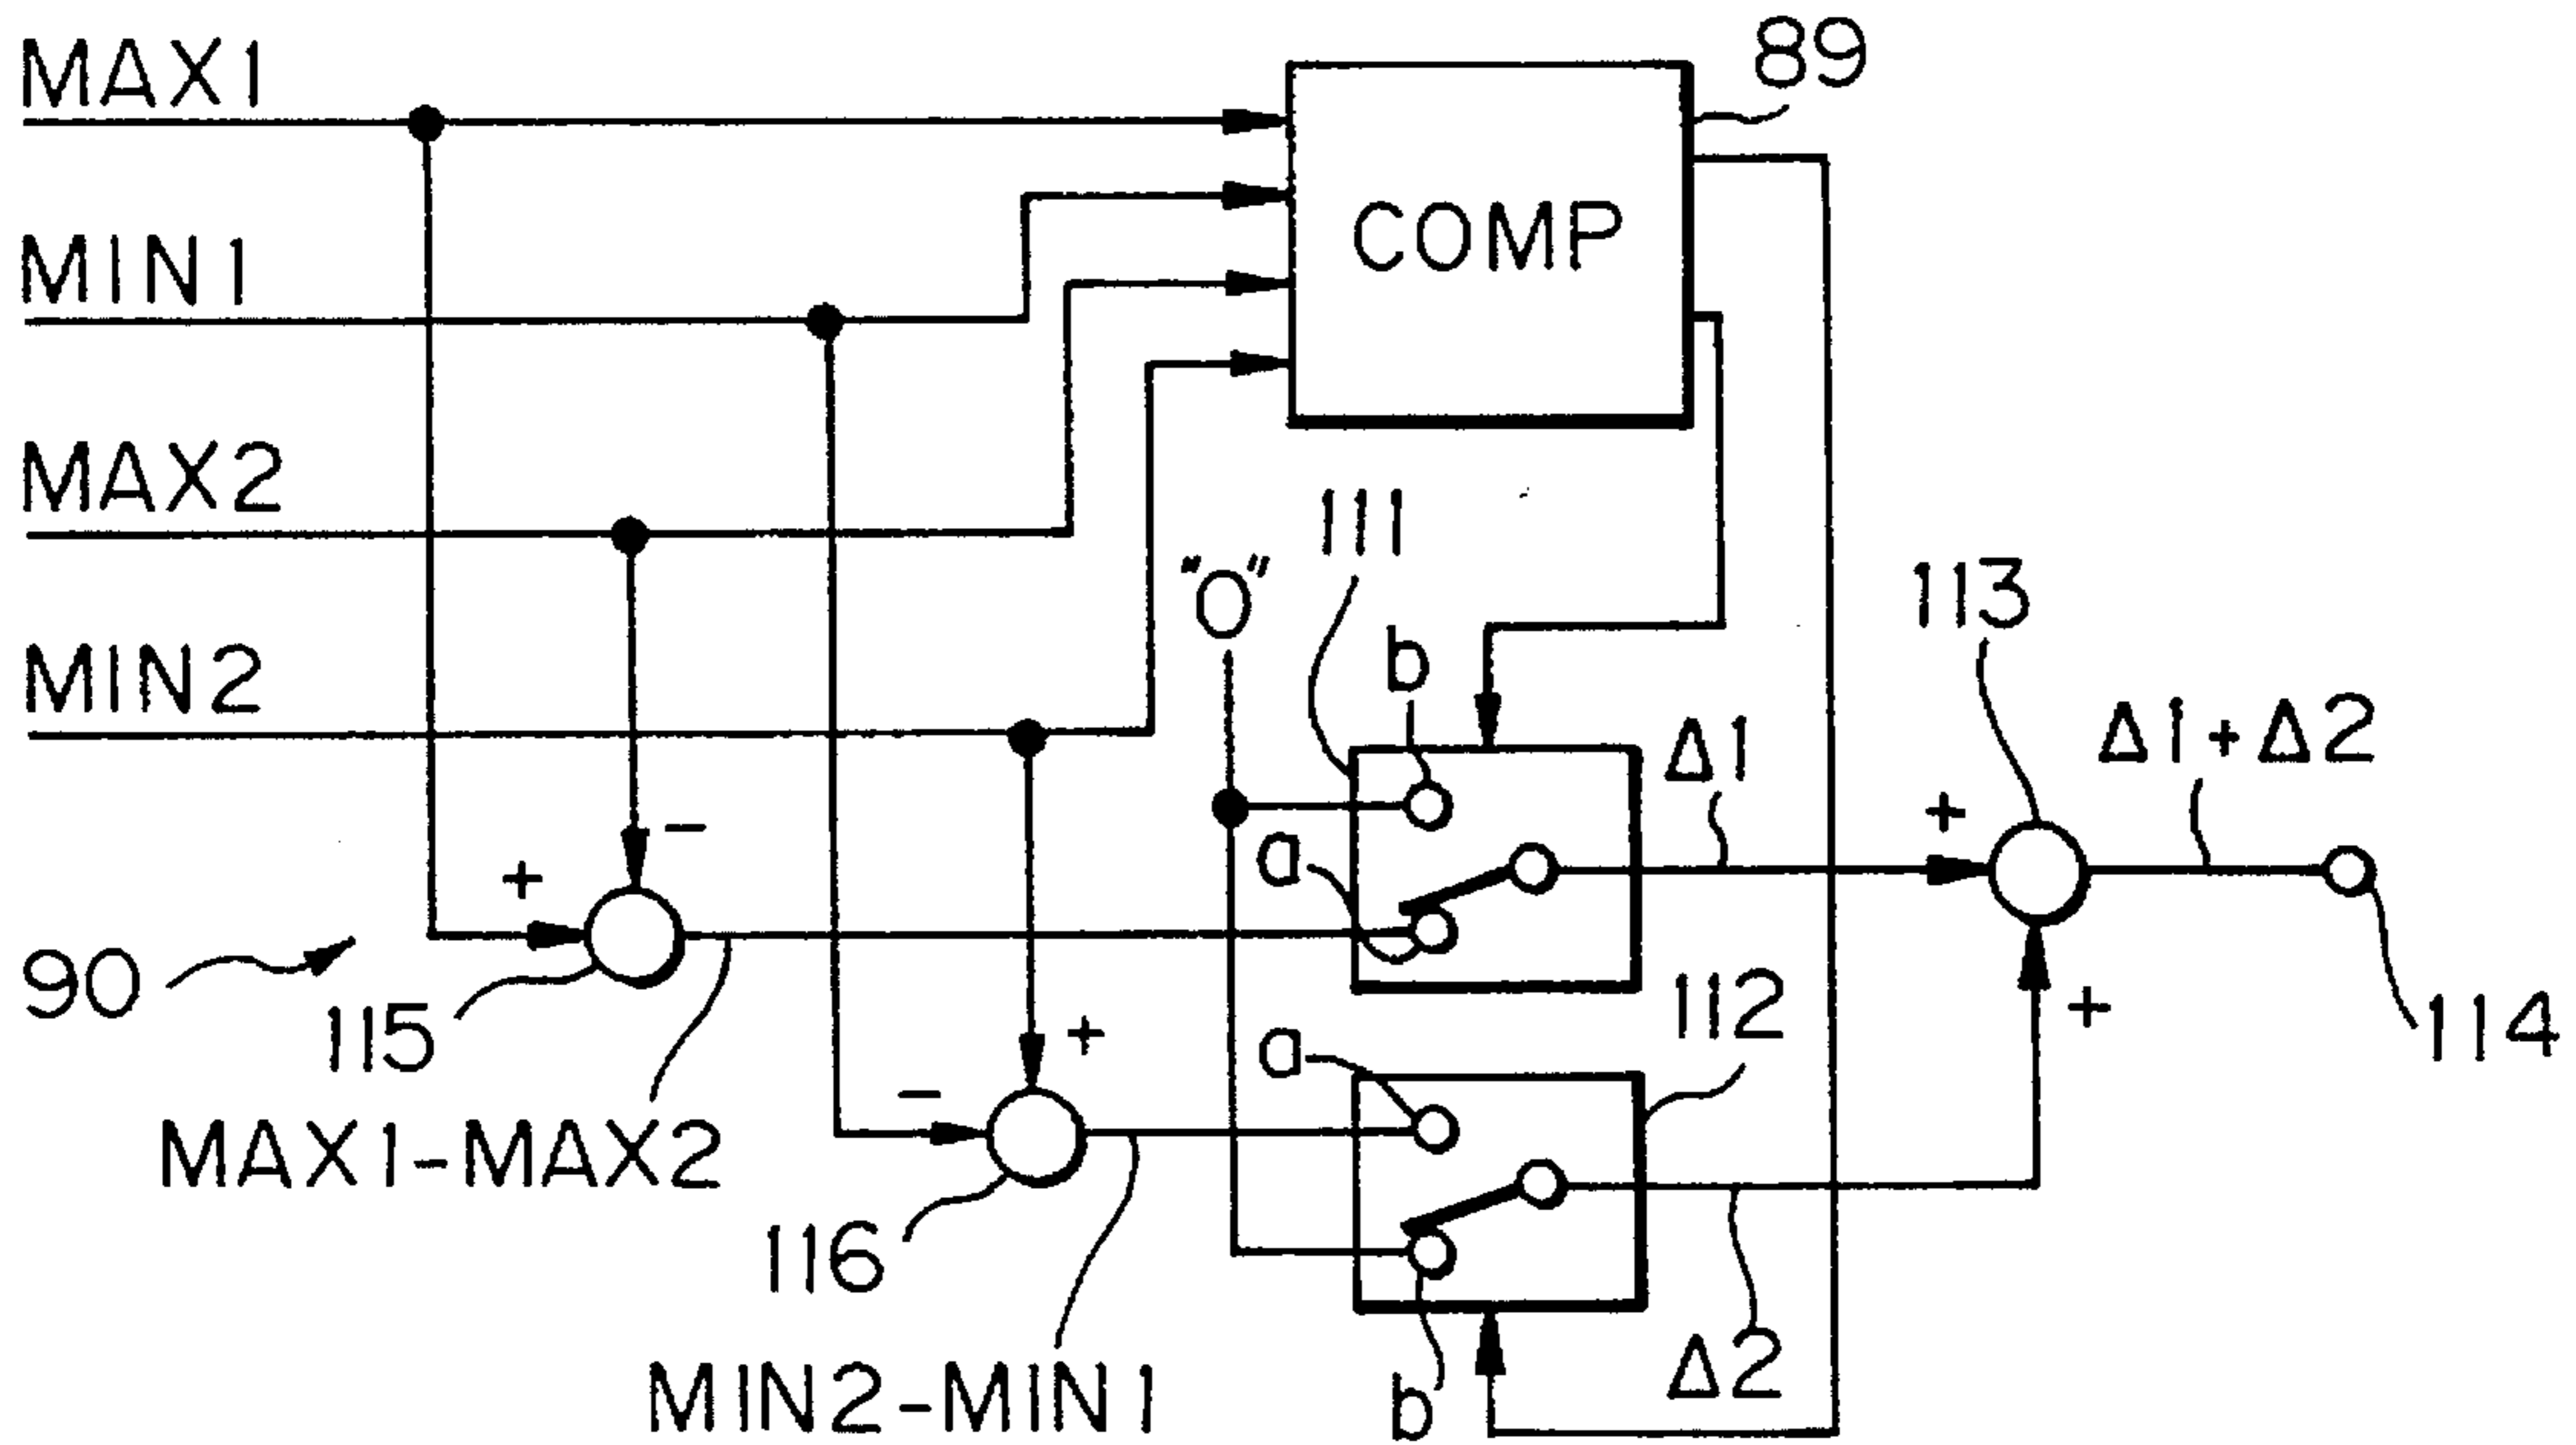 MAX1
89
COMP
MIN1
MAX2
111
"0"
113
MIN2
b
Δ1
Δ1+Δ2
-
+
a
+
90
115
112
+
114
+
a
-
MAX1-MAX2
116
Δ2
MIN2-MIN1
b